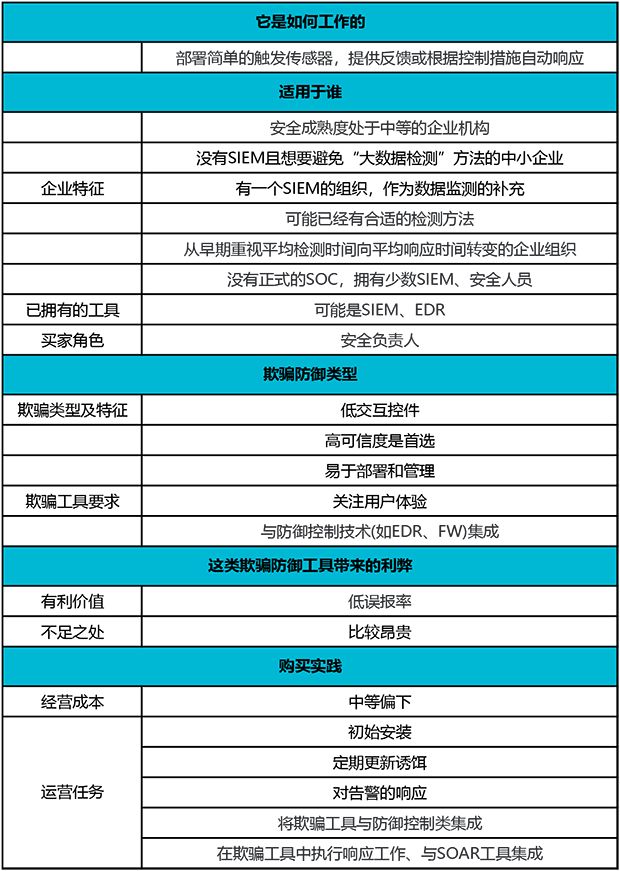 它是如何工作的
部署简单的触发传感器，提供反馈或根据控制措施自动响应
适用于谁
安全成熟度处于中等的企业机构
没有SIEM且想要避免“大数据检测”方法的中小企业
企业特征
有一个SIEM的组织，作为数据监测的补充
可能已经有合适的检测方法
从早期重视平均检测时间向平均响应时间转变的企业组织
没有正式的SOC，拥有少数SIEM、安全人员
已拥有的工具
可能是SIEM、EDR
买家角色
安全负责人
欺骗防御类型
欺骗类型及特征
低交互控件
高可信度是首选
易于部署和管理
欺骗工具要求
关注用户体验
与防御控制技术(如EDR、FW)集成
这类欺骗防御工具带来的利弊
有利价值
低误报率
不足之处
比较昂贵
购买实践
经营成本
中等偏下
运营任务
初始安装
定期更新诱饵
对告警的响应
将欺骗工具与防御控制类集成
在欺骗工具中执行响应工作、与SOAR工具集成